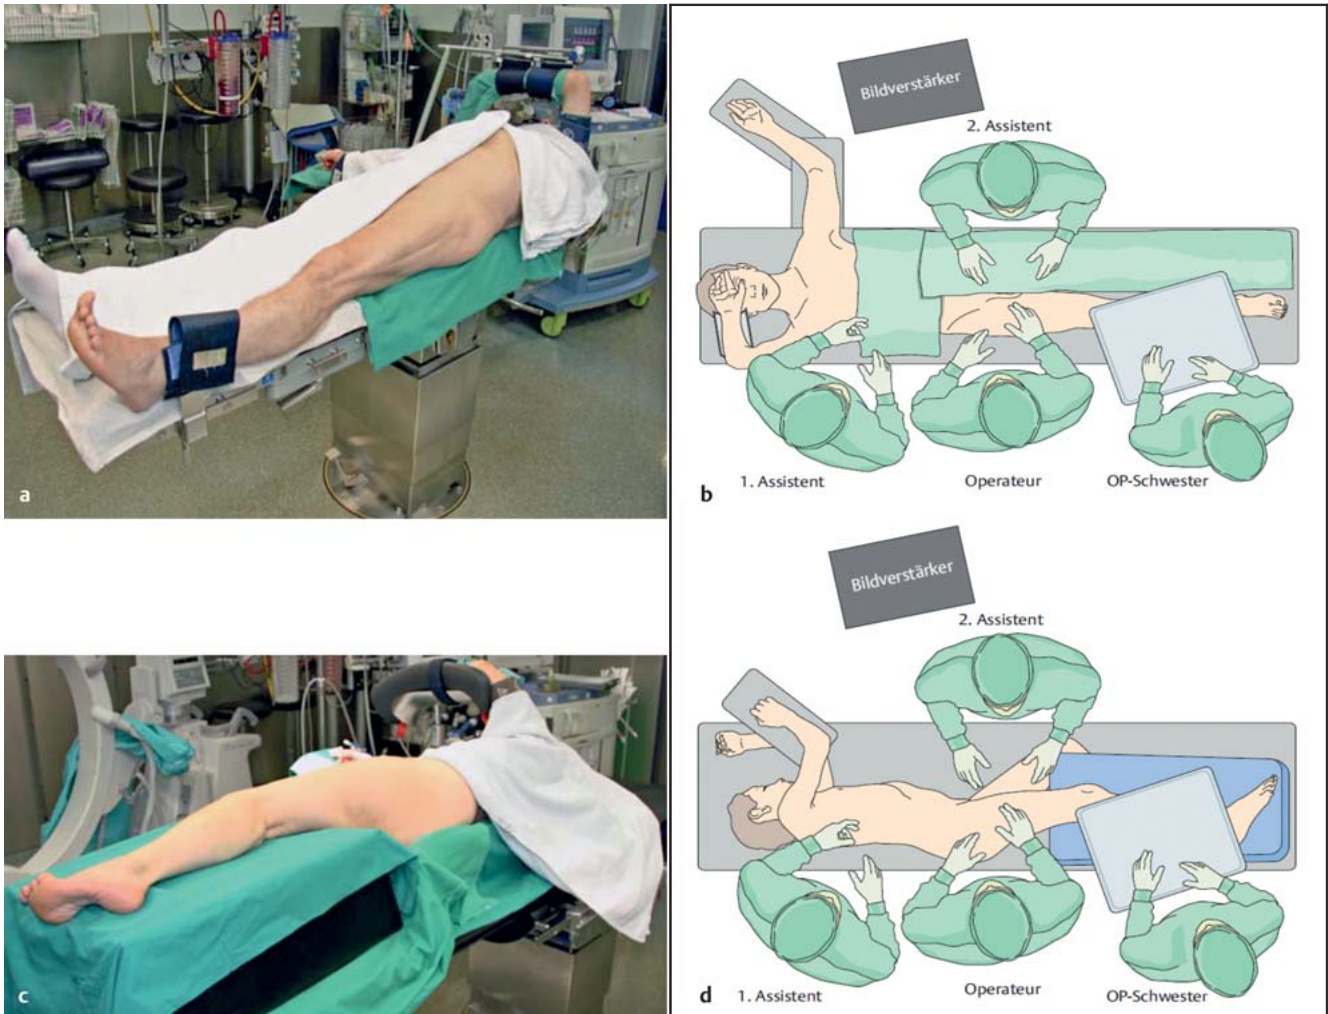 a
Bildverstärker
2. Assistent
1. Assistent
Operateur
OP-Schwester
b
c
Bildverstärker
2. Assistent
1. Assistent
Operateur
OP-Schwester
d